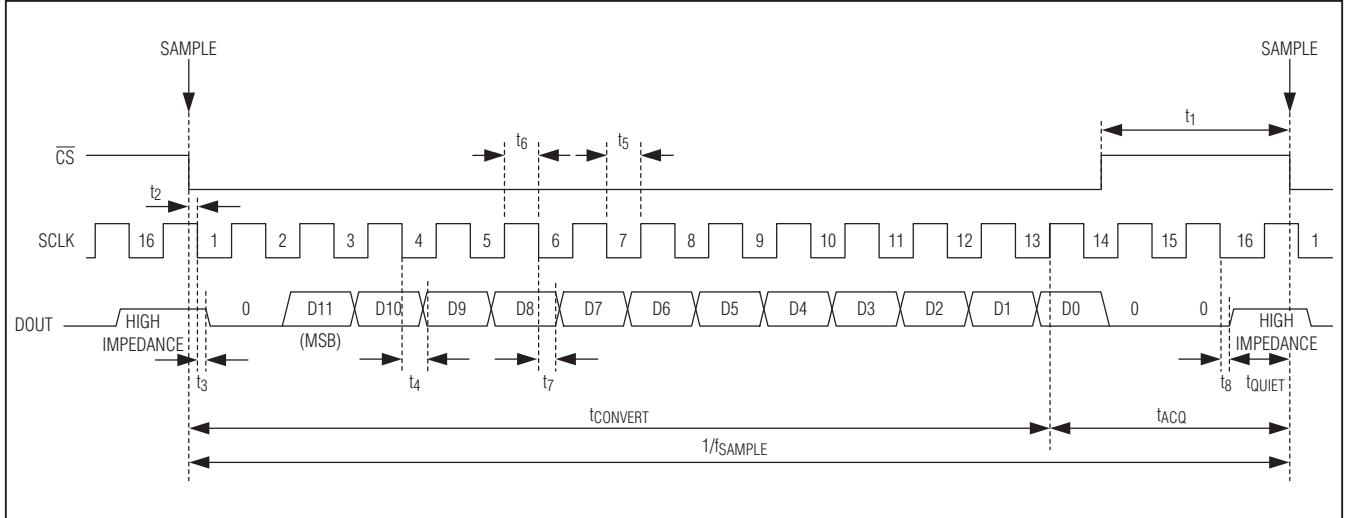 SAMPLE SAMPLE
t1
t6 t5
CS
t2
SCLK 16 1 2 3 4 5 6 7 8 9 10 11 12 13 14 15 16 1
DOUT HIGH IMPEDANCE 0 D11 (MSB) D10 D9 D8 D7 D6 D5 D4 D3 D2 D1 D0 0 0 HIGH IMPEDANCE
t3 t4 t7 t8 tQUIET
tCONVERT tACQ
1/fSAMPLE